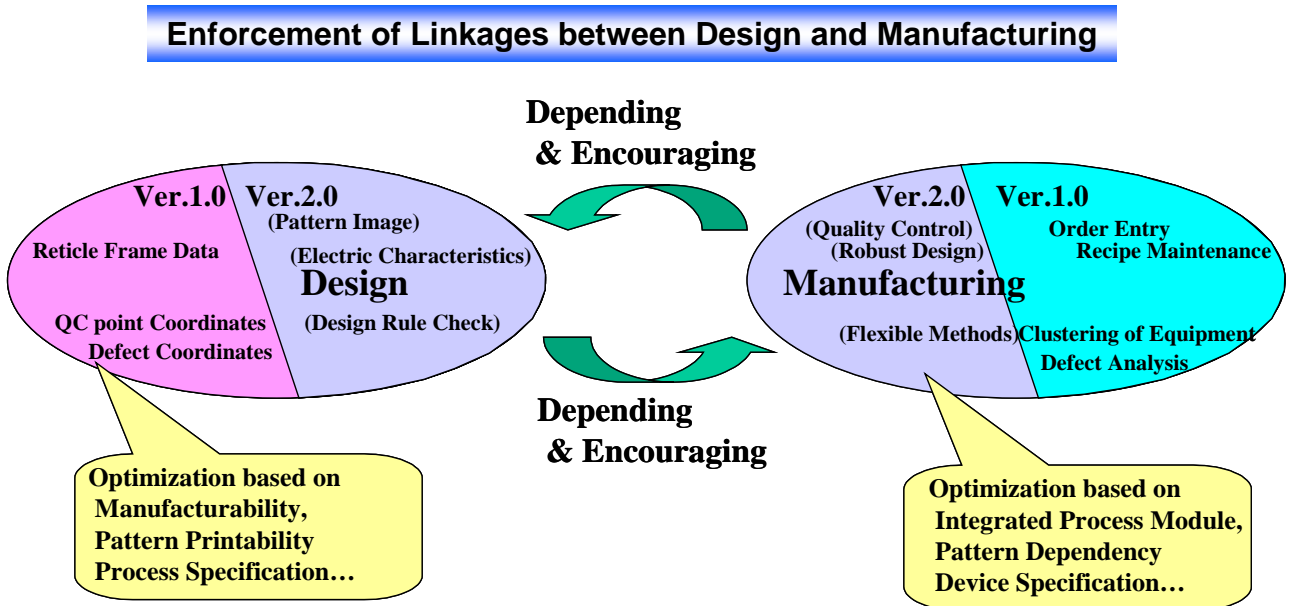 Enforcement of Linkages between Design and Manufacturing
Depending
& Encouraging
Ver.1.0
Ver.2.0
(Pattern Image)
Reticle Frame Data
(Electric Characteristics)
Design
QC point Coordinates
(Design Rule Check)
Defect Coordinates
Ver.2.0
Ver.1.0
(Quality Control)
Order Entry
(Robust Design)
Recipe Maintenance
Manufacturing
(Flexible Methods)
Clustering of Equipment
Defect Analysis
Depending
& Encouraging
Optimization based on
Manufacturability,
Pattern Printability
Process Specification…
Optimization based on
Integrated Process Module,
Pattern Dependency
Device Specification…